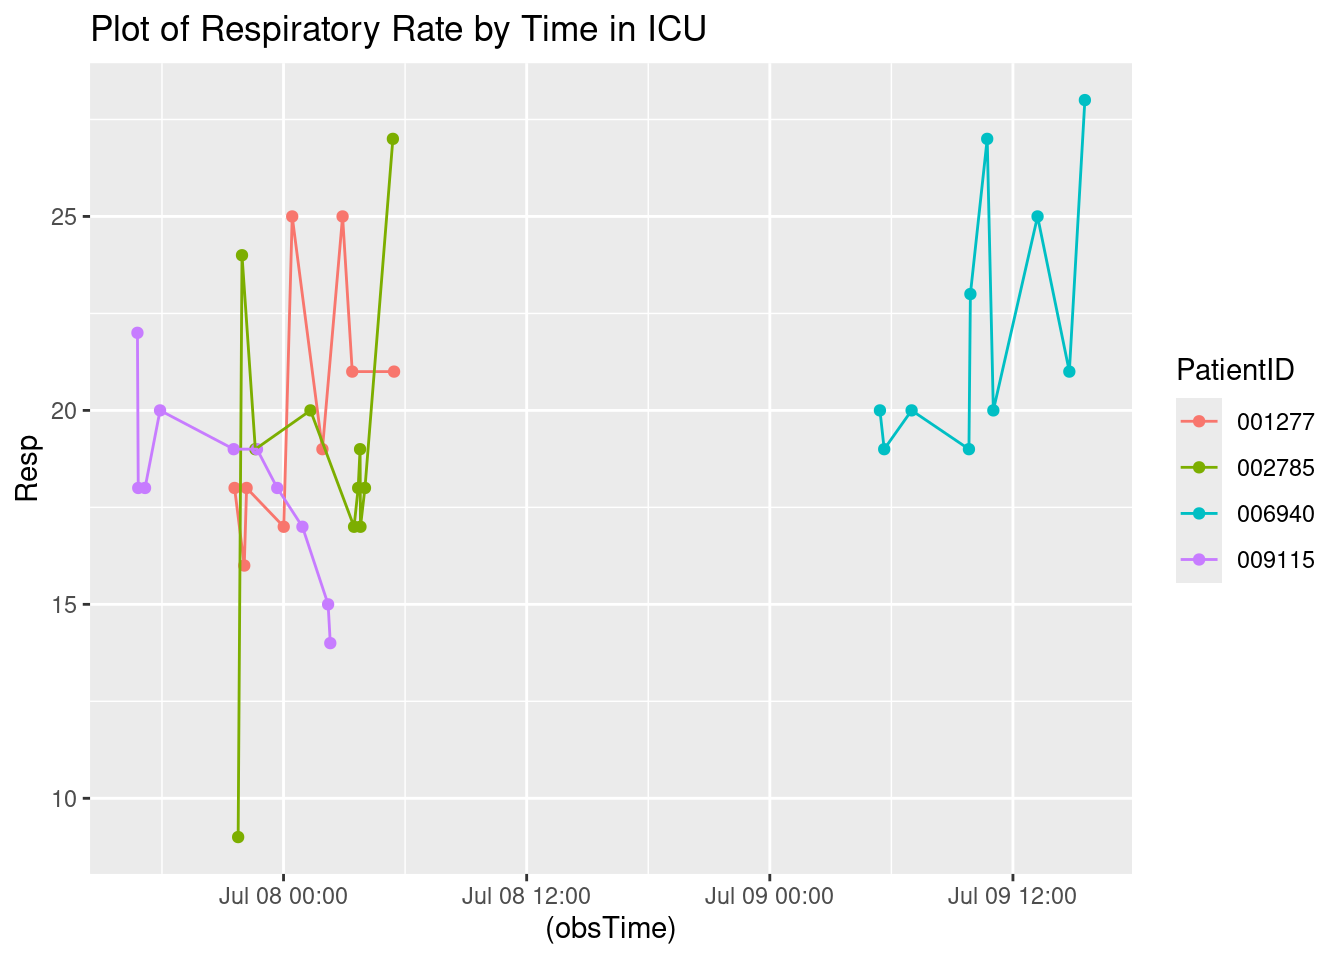 Plot of Respiratory Rate by Time in ICU
Resp
25
20
15
10
Jul 08 00:00
Jul 08 12:00
Jul 09 00:00
Jul 09 12:00
(obsTime)
PatientID
001277
002785
006940
009115